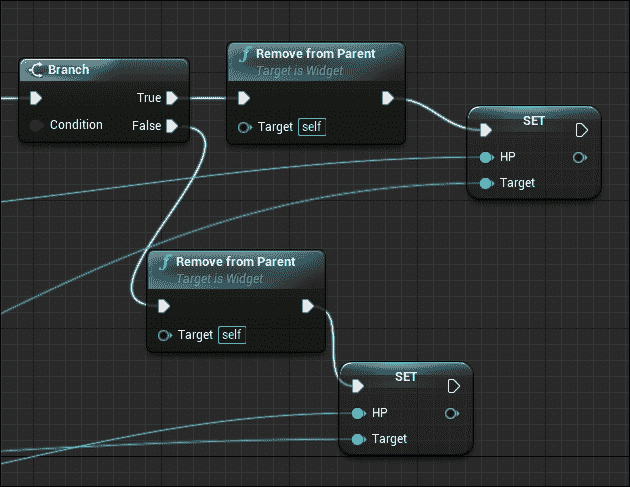 Branch
True
Condition
False
Remove from Parent
Target is Widget
Target self
SET
HP
Target
Remove from Parent
Target is Widget
Target self
SET
HP
Target